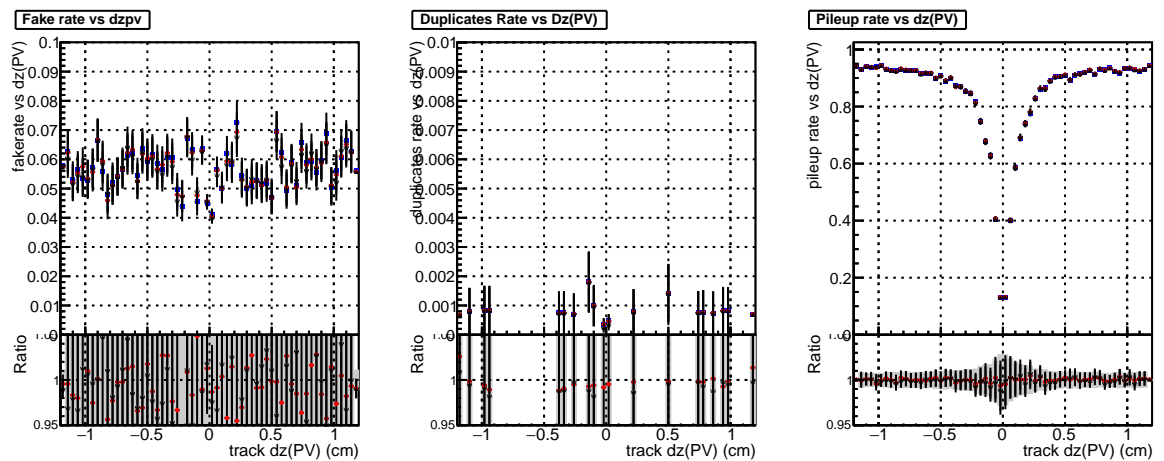 Fake rate vs dzpv
fakerate vs dz(PV)
0.1
0.09
0.08
0.07
0.06
0.05
0.04
0.03
0.02
0.01
Ratio
1
0.95
−1 −0.5 0 0.5 1
track dz(PV) (cm)
Duplicates Rate vs Dz(PV)
duplicates rate vs dz(PV)
0.01
0.009
0.008
0.007
0.006
0.005
0.004
0.003
0.002
0.001
Ratio
1
0.95
−1 −0.5 0 0.5 1
track dz(PV) (cm)
Pileup rate vs dz(PV)
pileup rate vs dz(PV)
1
0.8
0.6
0.4
0.2
Ratio
1
0.95
−1 −0.5 0 0.5 1
track dz(PV) (cm)